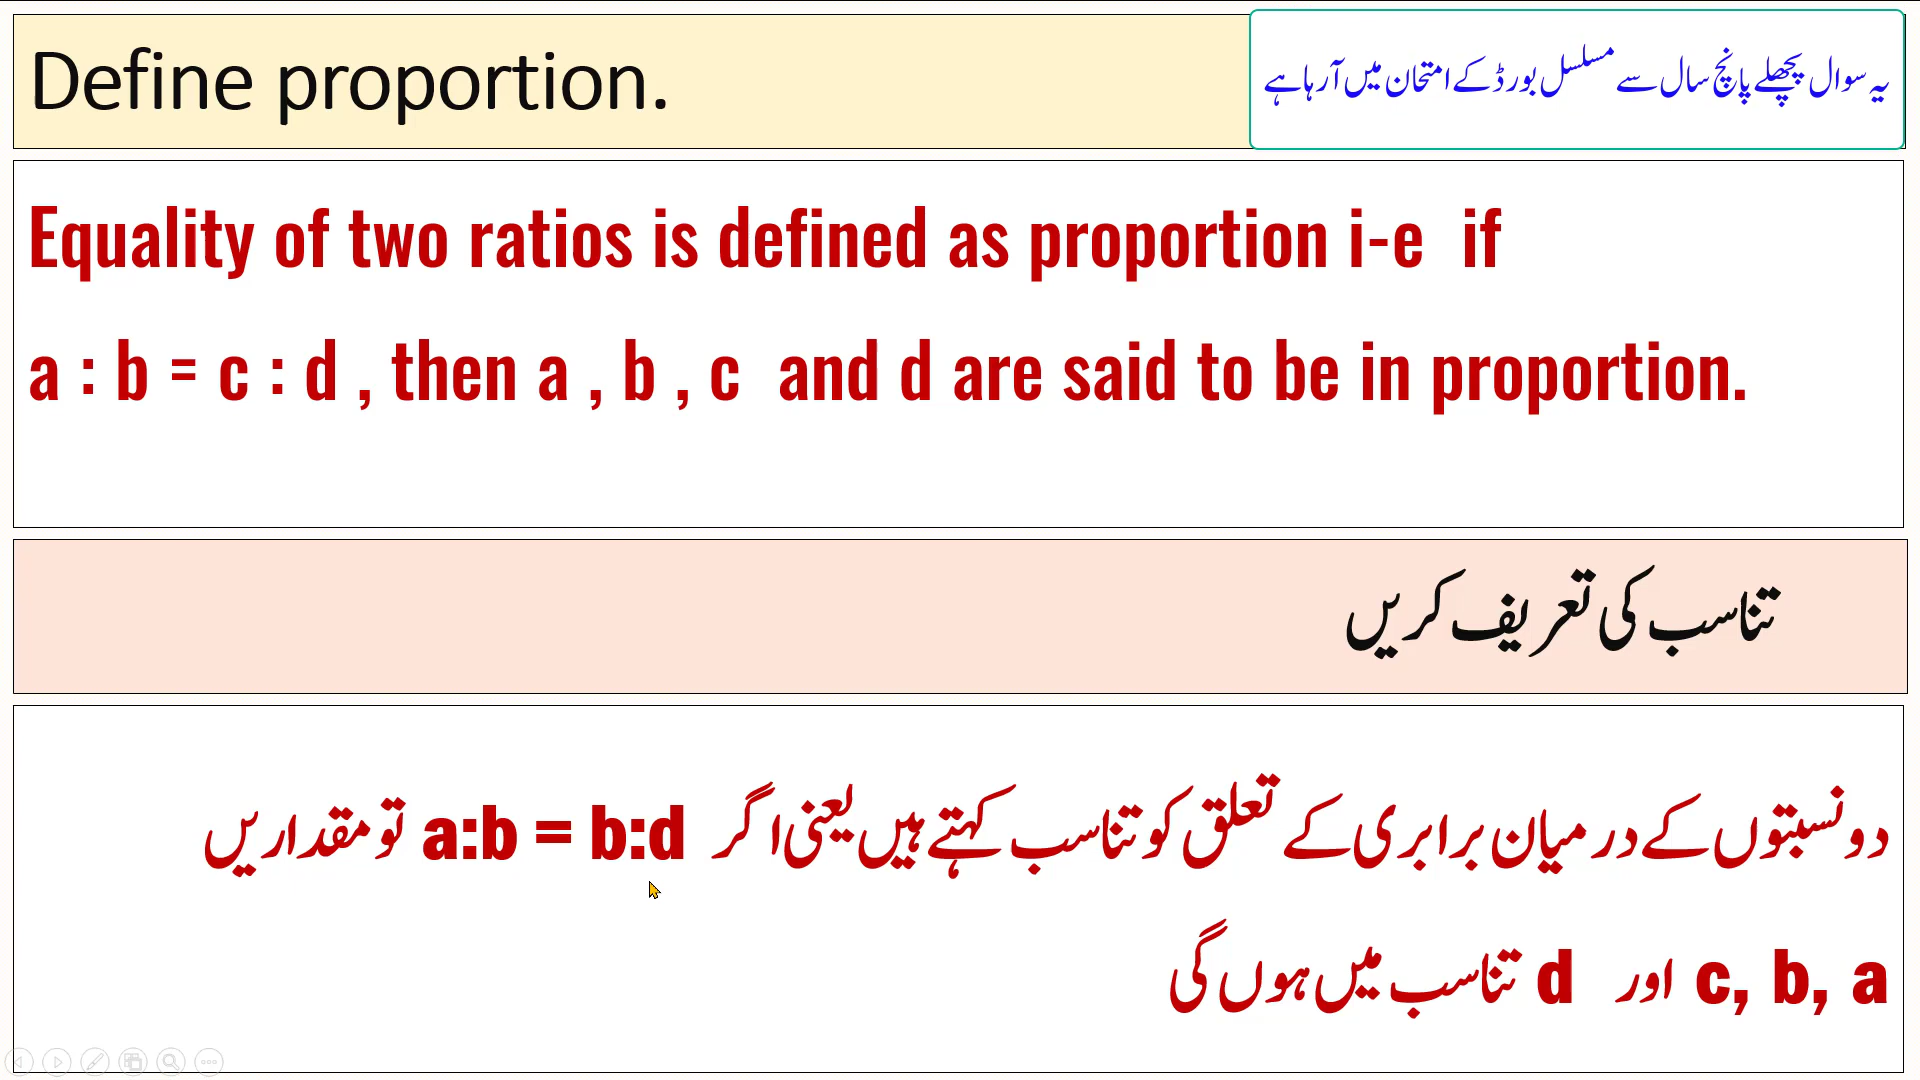 Define proportion.
یہ سوال پچھلے پانچ سال سے مسلسل بورڈ کے امتحان میں آ رہا ہے
Equality of two ratios is defined as proportion i-e if
a : b = c : d , then a , b , c and d are said to be in proportion.
تناسب کی تعریف کریں
دو نسبتوں کے درمیان برابری کے تعلق کو تناسب کہتے ہیں یعنی اگر a:b = b:d تو مقداریں
c, b, a اور d تناسب میں ہوں گی